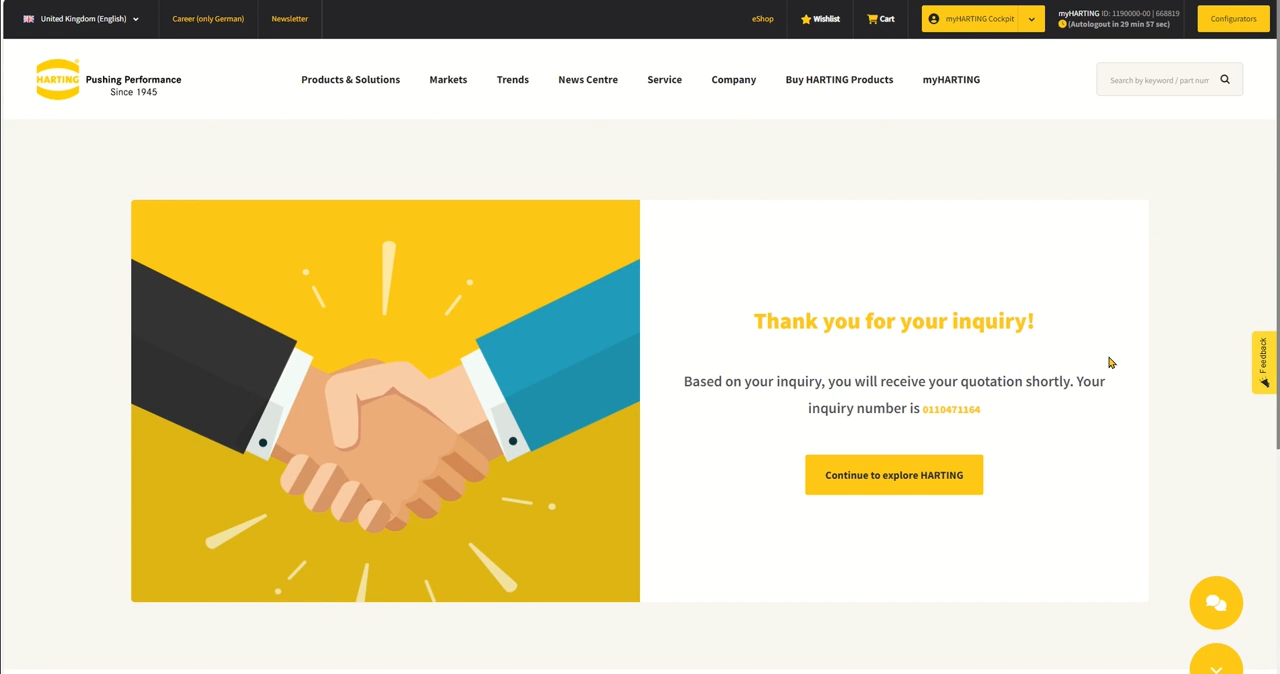 United Kingdom (English)
Career (only German)
Newsletter
eShop
Wishlist
Cart
myHARTING Cockpit
myHARTING ID: 1190000-00 | 668819
(Autologout in 29 min 57 sec)
Configurators
HARTING
Pushing Performance
Since 1945
Products & Solutions
Markets
Trends
News Centre
Service
Company
Buy HARTING Products
myHARTING
Search by keyword / part num
Thank you for your inquiry!
Based on your inquiry, you will receive your quotation shortly. Your
inquiry number is 0110471164
Continue to explore HARTING
Feedback